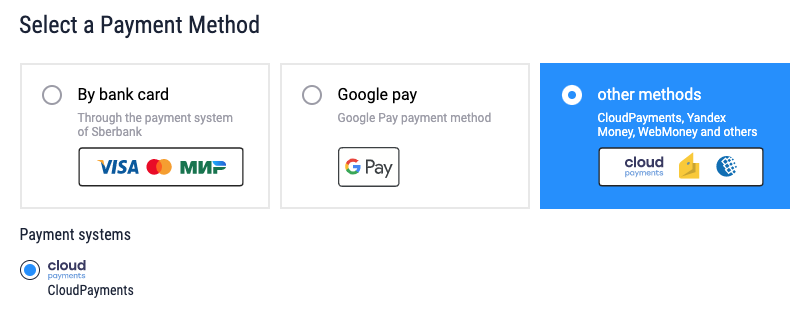 Select a Payment Method
By bank card
Through the payment system
of Sberbank
VISA МИР
Google pay
Google Pay payment method
G Pay
other methods
CloudPayments, Yandex
Money, WebMoney and others
cloud
payments
Payment systems
cloud
payments
CloudPayments